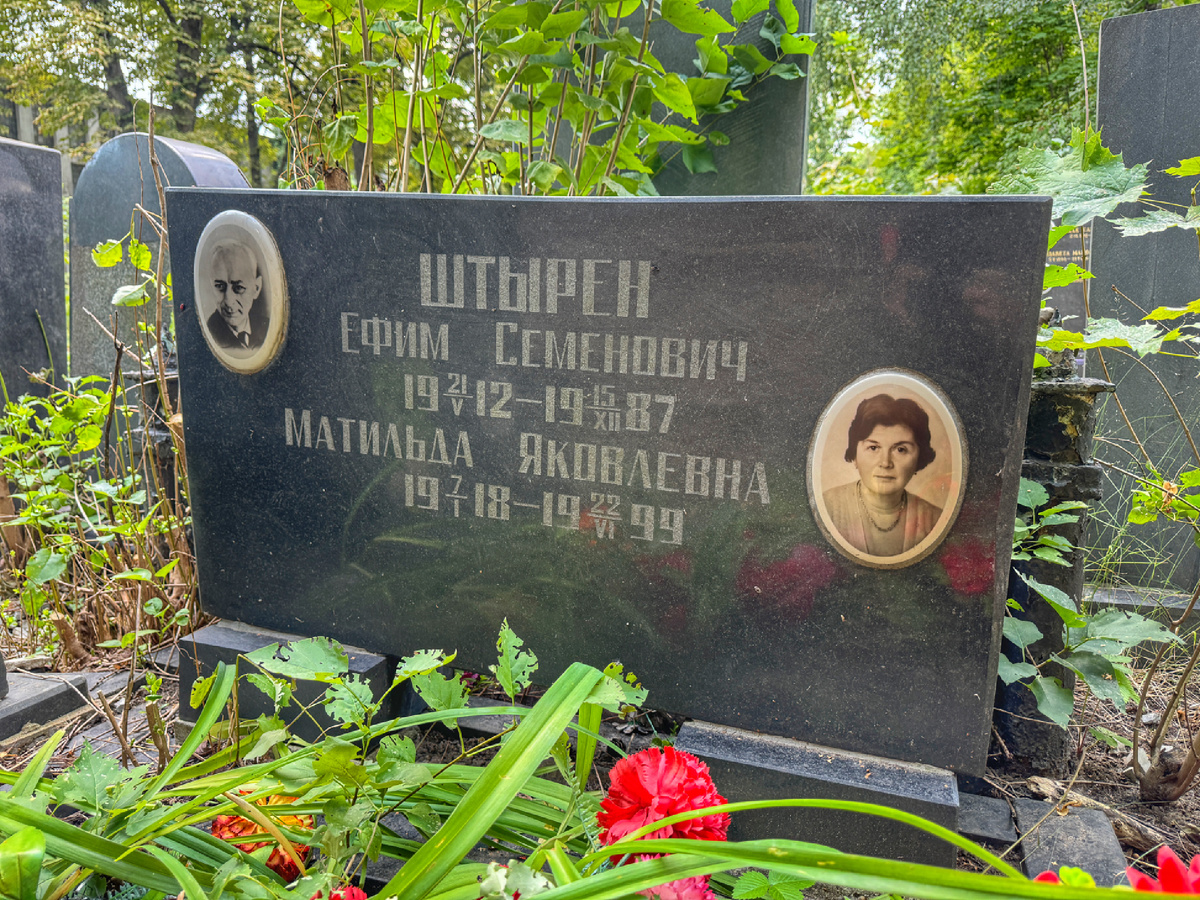 ШТЫРЕН
ЕФИМ СЕМЕНОВИЧ
19 21/V 12–19 15/XII 87
МАТИЛЬДА ЯКОВЛЕВНА
19 7/I 18–19 22/VI 99